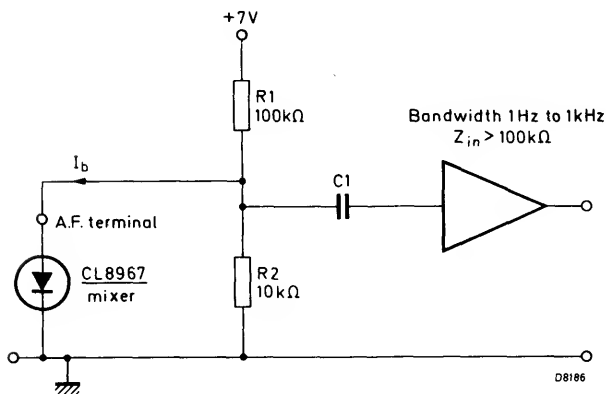 +7V
R1
100kΩ
Bandwidth 1Hz to 1kHz
Zin > 100kΩ
Ib
C1
A.F. terminal
CL8967
mixer
R2
10kΩ
D8186